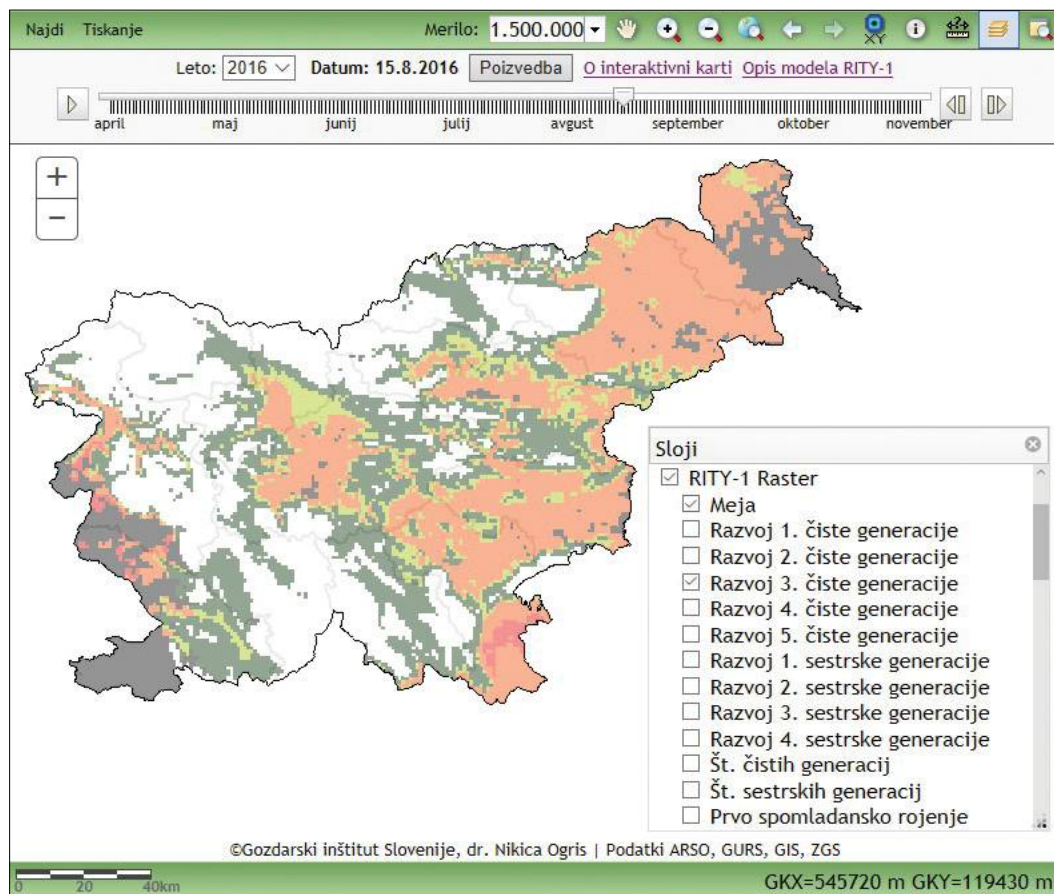 Najdi Tiskanje Merilo: 1.500.000 XY i
Leto: 2016 Datum: 15.8.2016 Poizvedba O interaktivni karti Opis modela RITY-1
april maj junij julij avgust september oktober november
+
−
Sloji
RITY-1 Raster
Meja
Razvoj 1. čiste generacije
Razvoj 2. čiste generacije
Razvoj 3. čiste generacije
Razvoj 4. čiste generacije
Razvoj 5. čiste generacije
Razvoj 1. sestrske generacije
Razvoj 2. sestrske generacije
Razvoj 3. sestrske generacije
Razvoj 4. sestrske generacije
Št. čistih generacij
Št. sestrskih generacij
Prvo spomladansko rojenje
©Gozdarski inštitut Slovenije, dr. Nikica Ogris | Podatki ARSO, GURS, GIS, ZGS
0 20 40km GKX=545720 m GKY=119430 m